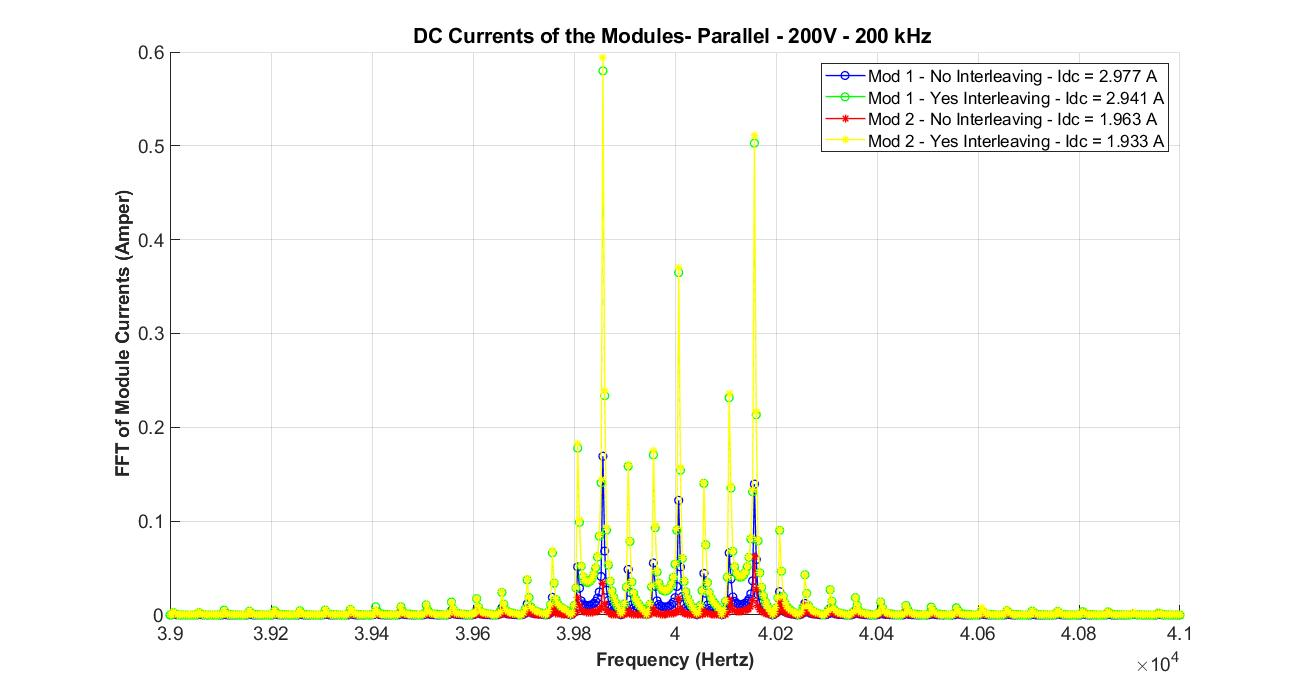 DC Currents of the Modules- Parallel - 200V - 200 kHz
Mod 1 - No Interleaving - Idc = 2.977 A
Mod 1 - Yes Interleaving - Idc = 2.941 A
Mod 2 - No Interleaving - Idc = 1.963 A
Mod 2 - Yes Interleaving - Idc = 1.933 A
FFT of Module Currents (Amper)
0.6
0.5
0.4
0.3
0.2
0.1
0
3.9 3.92 3.94 3.96 3.98 4 4.02 4.04 4.06 4.08 4.1
Frequency (Hertz)
×10⁴